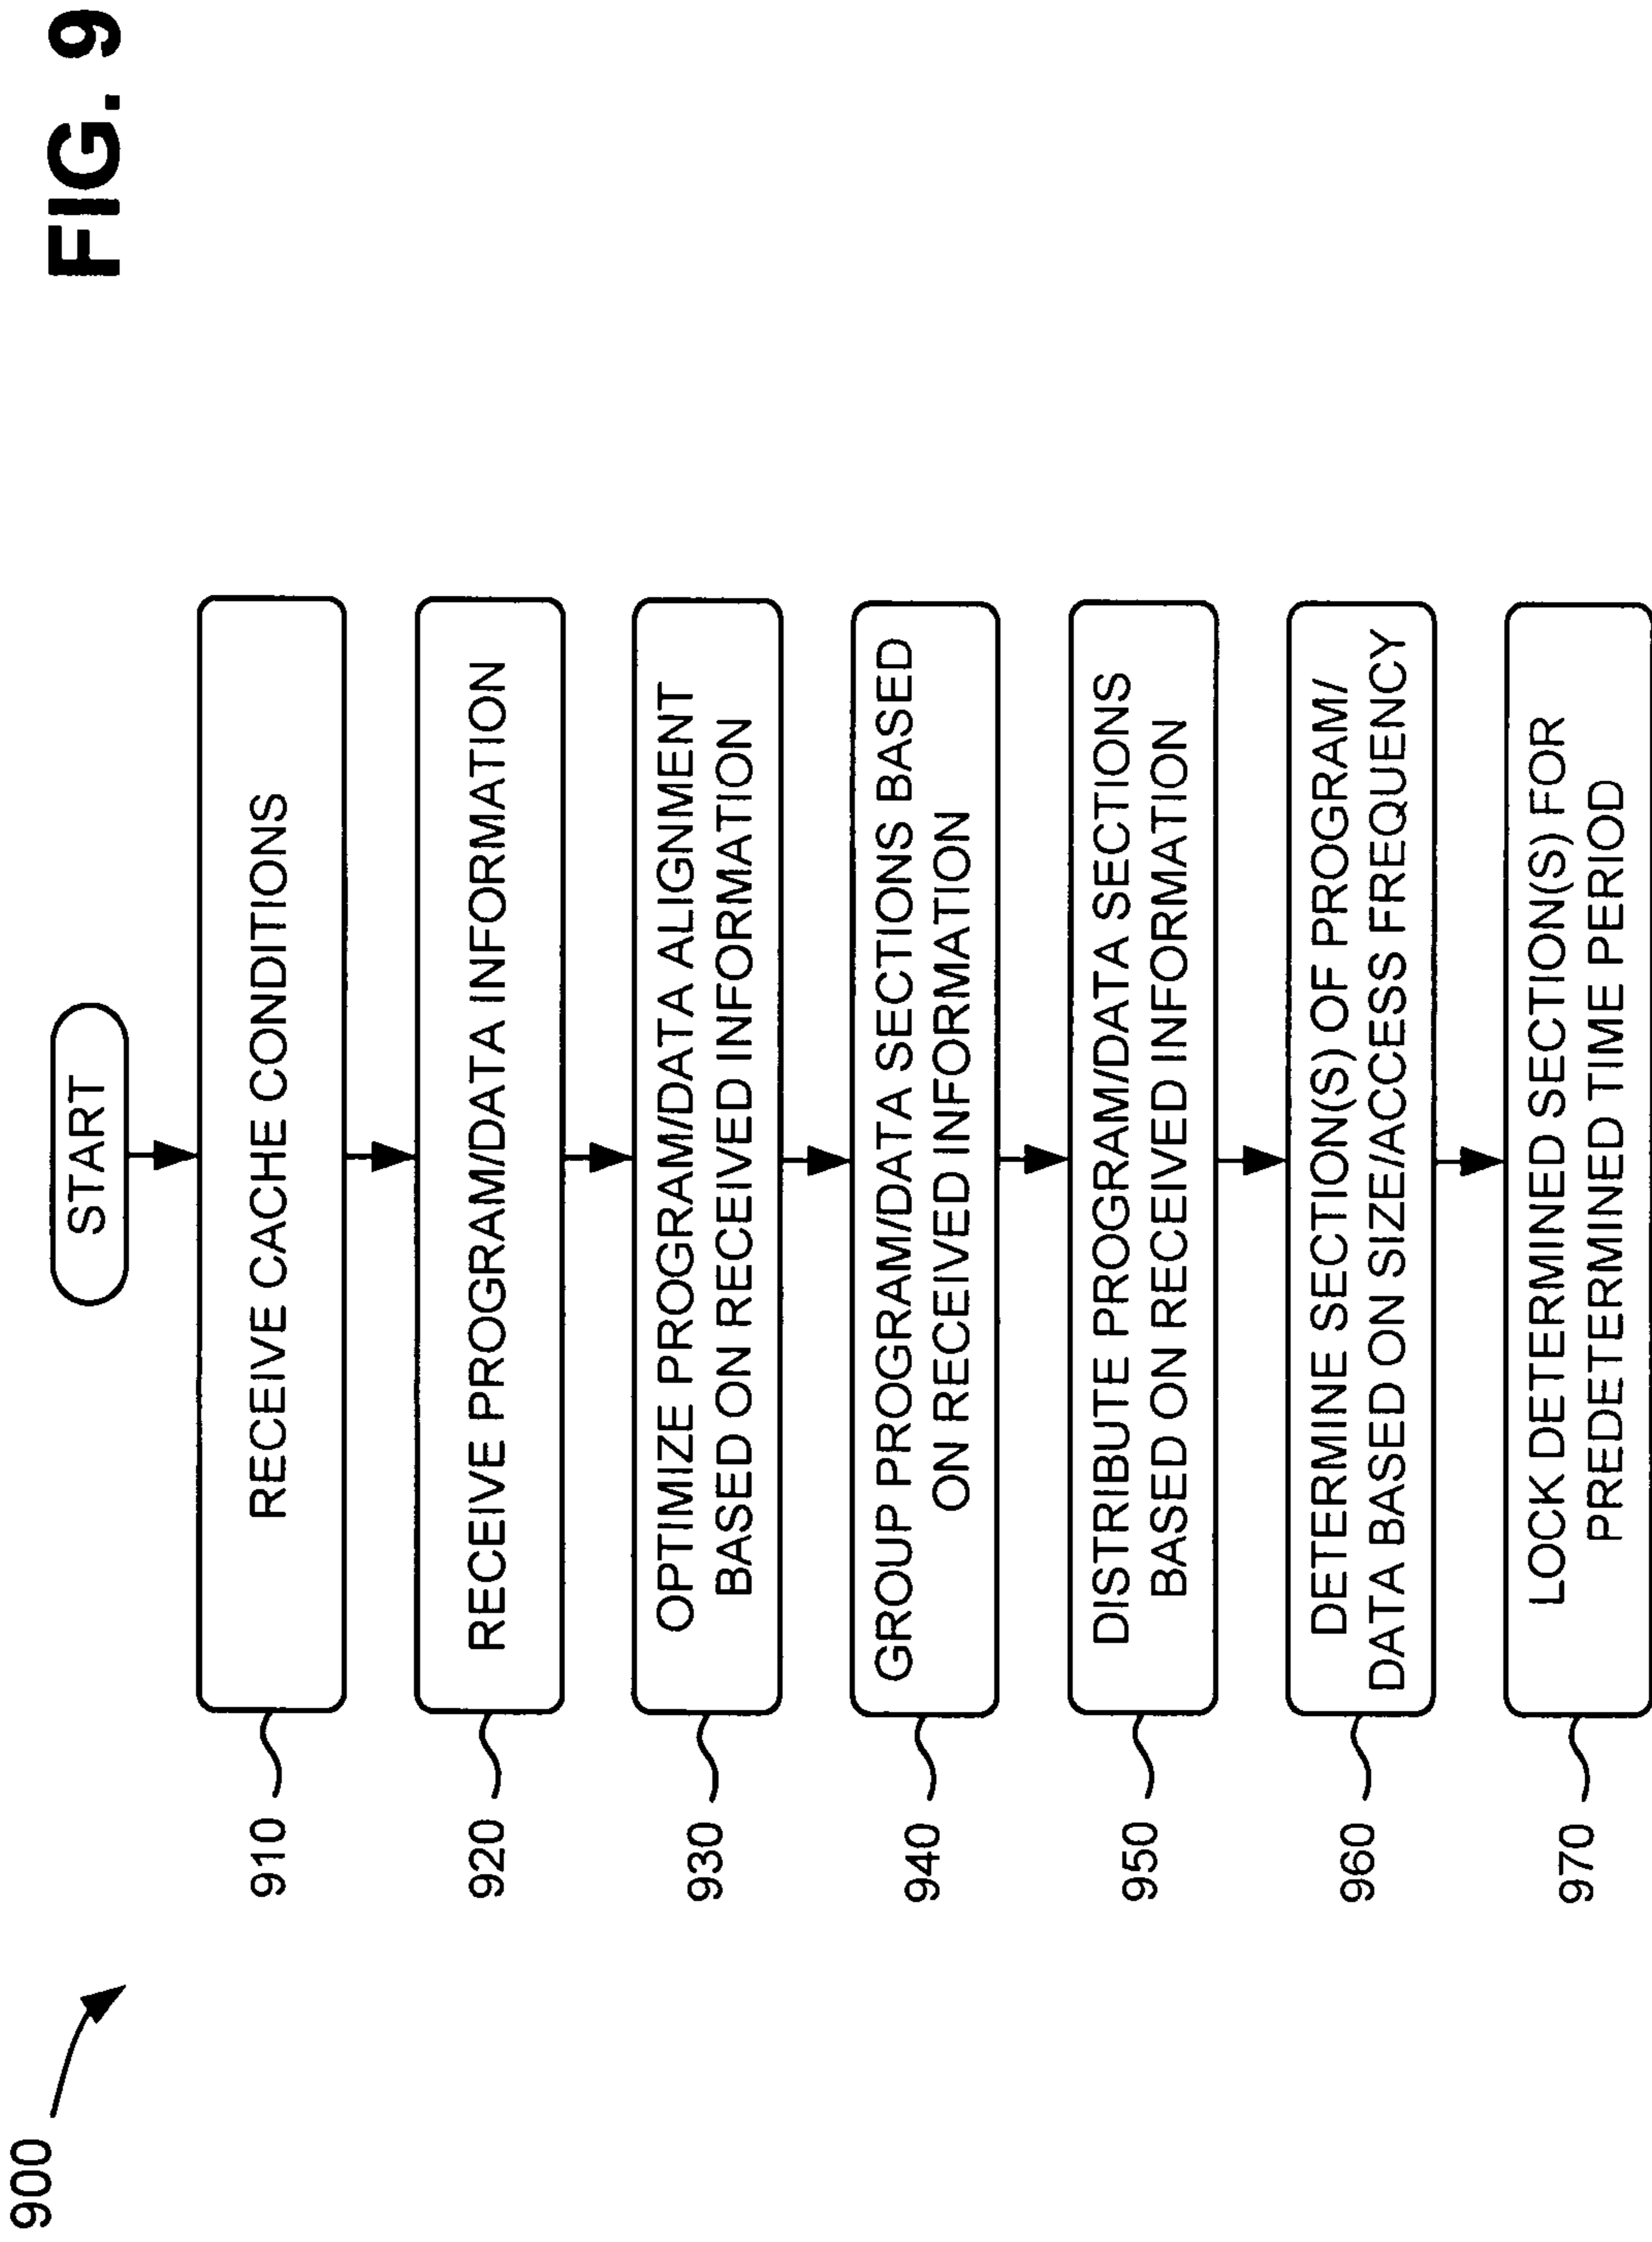 FIG. 9
900
START
910
RECEIVE CACHE CONDITIONS
920
RECEIVE PROGRAM/DATA INFORMATION
930
OPTIMIZE PROGRAM/DATA ALIGNMENT
BASED ON RECEIVED INFORMATION
940
GROUP PROGRAM/DATA SECTIONS BASED
ON RECEIVED INFORMATION
950
DISTRIBUTE PROGRAM/DATA SECTIONS
BASED ON RECEIVED INFORMATION
960
DETERMINE SECTION(S) OF PROGRAM/
DATA BASED ON SIZE/ACCESS FREQUENCY
970
LOCK DETERMINED SECTION(S) FOR
PREDETERMINED TIME PERIOD